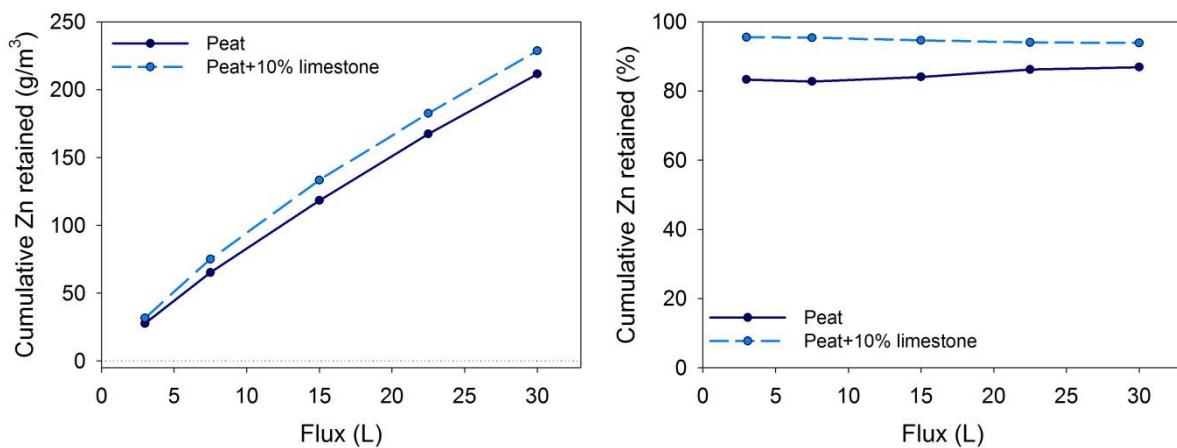 Cumulative Zn retained (g/m³)
250
200
150
100
50
0
Peat
Peat+10% limestone
0 5 10 15 20 25 30
Flux (L)
Cumulative Zn retained (%)
100
80
60
40
20
0
Peat
Peat+10% limestone
0 5 10 15 20 25 30
Flux (L)